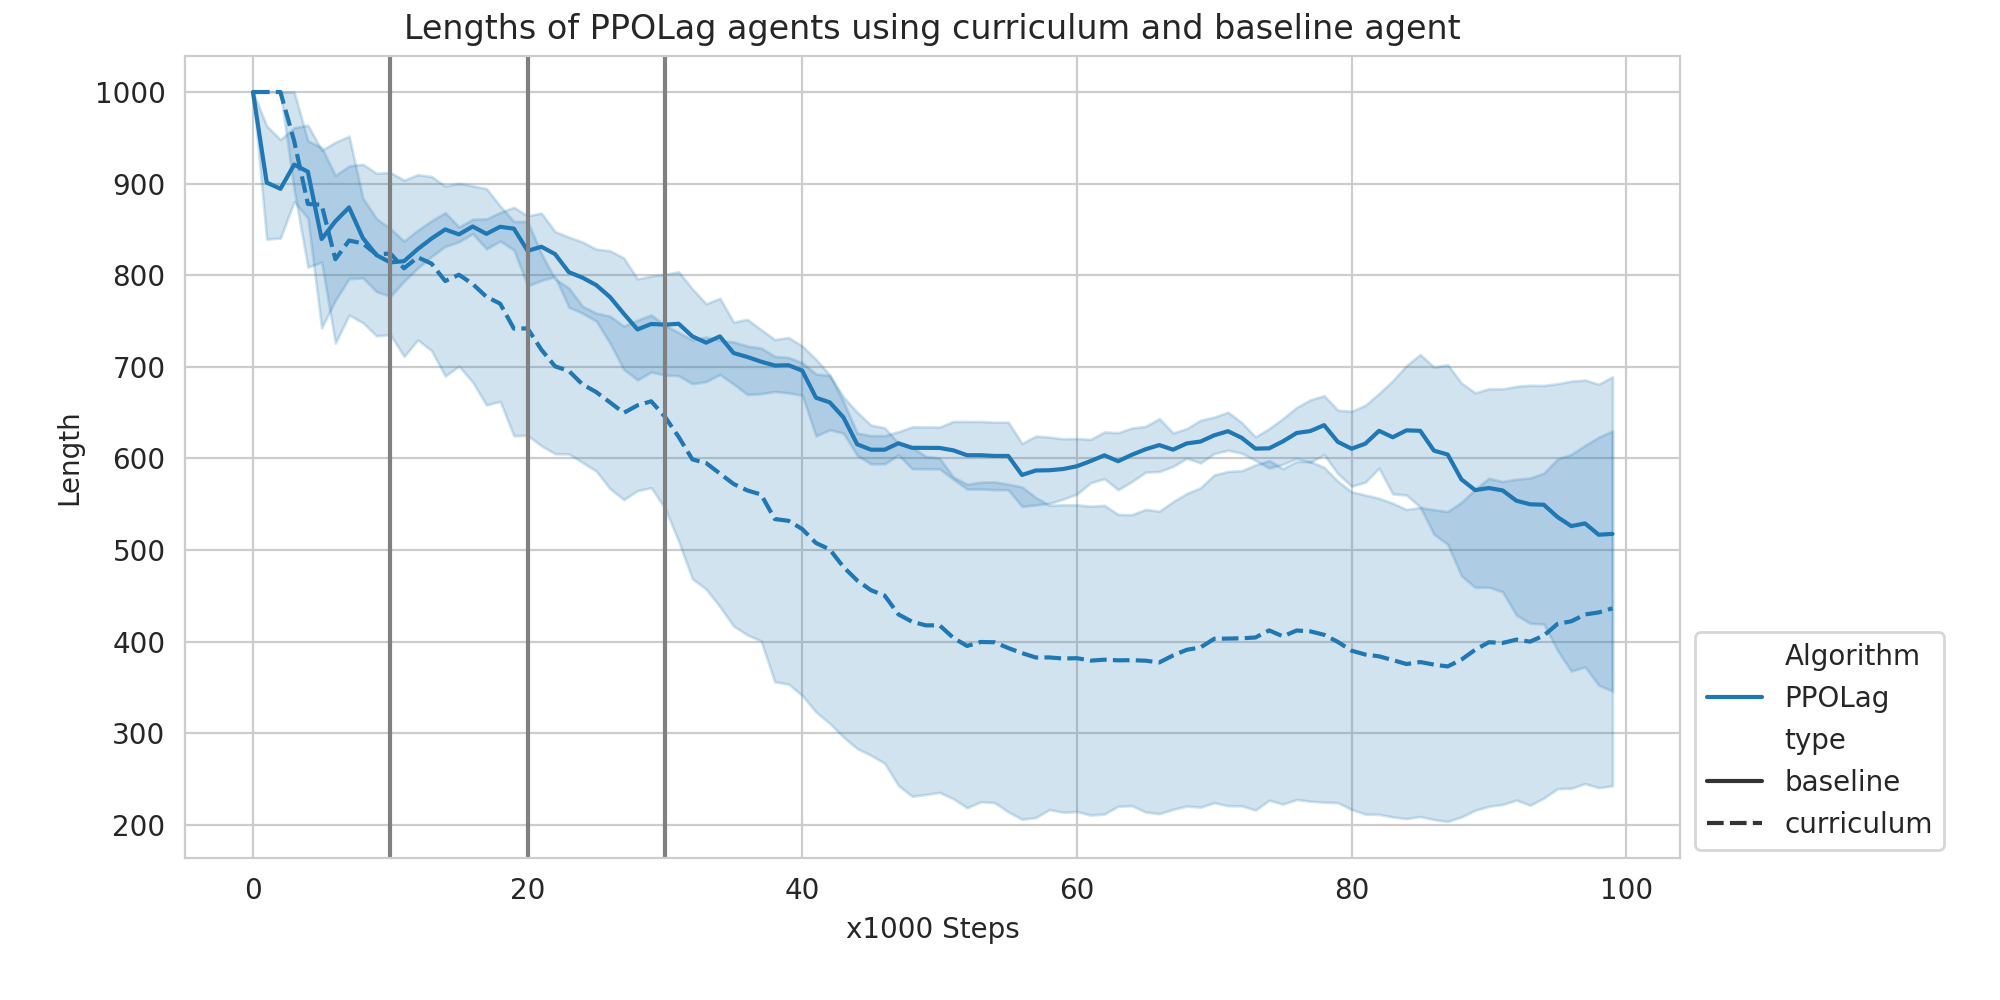 Lengths of PPOLag agents using curriculum and baseline agent
1000
900
800
700
600
500
400
300
200
Length
0 20 40 60 80 100
x1000 Steps
Algorithm
PPOLag
type
baseline
curriculum